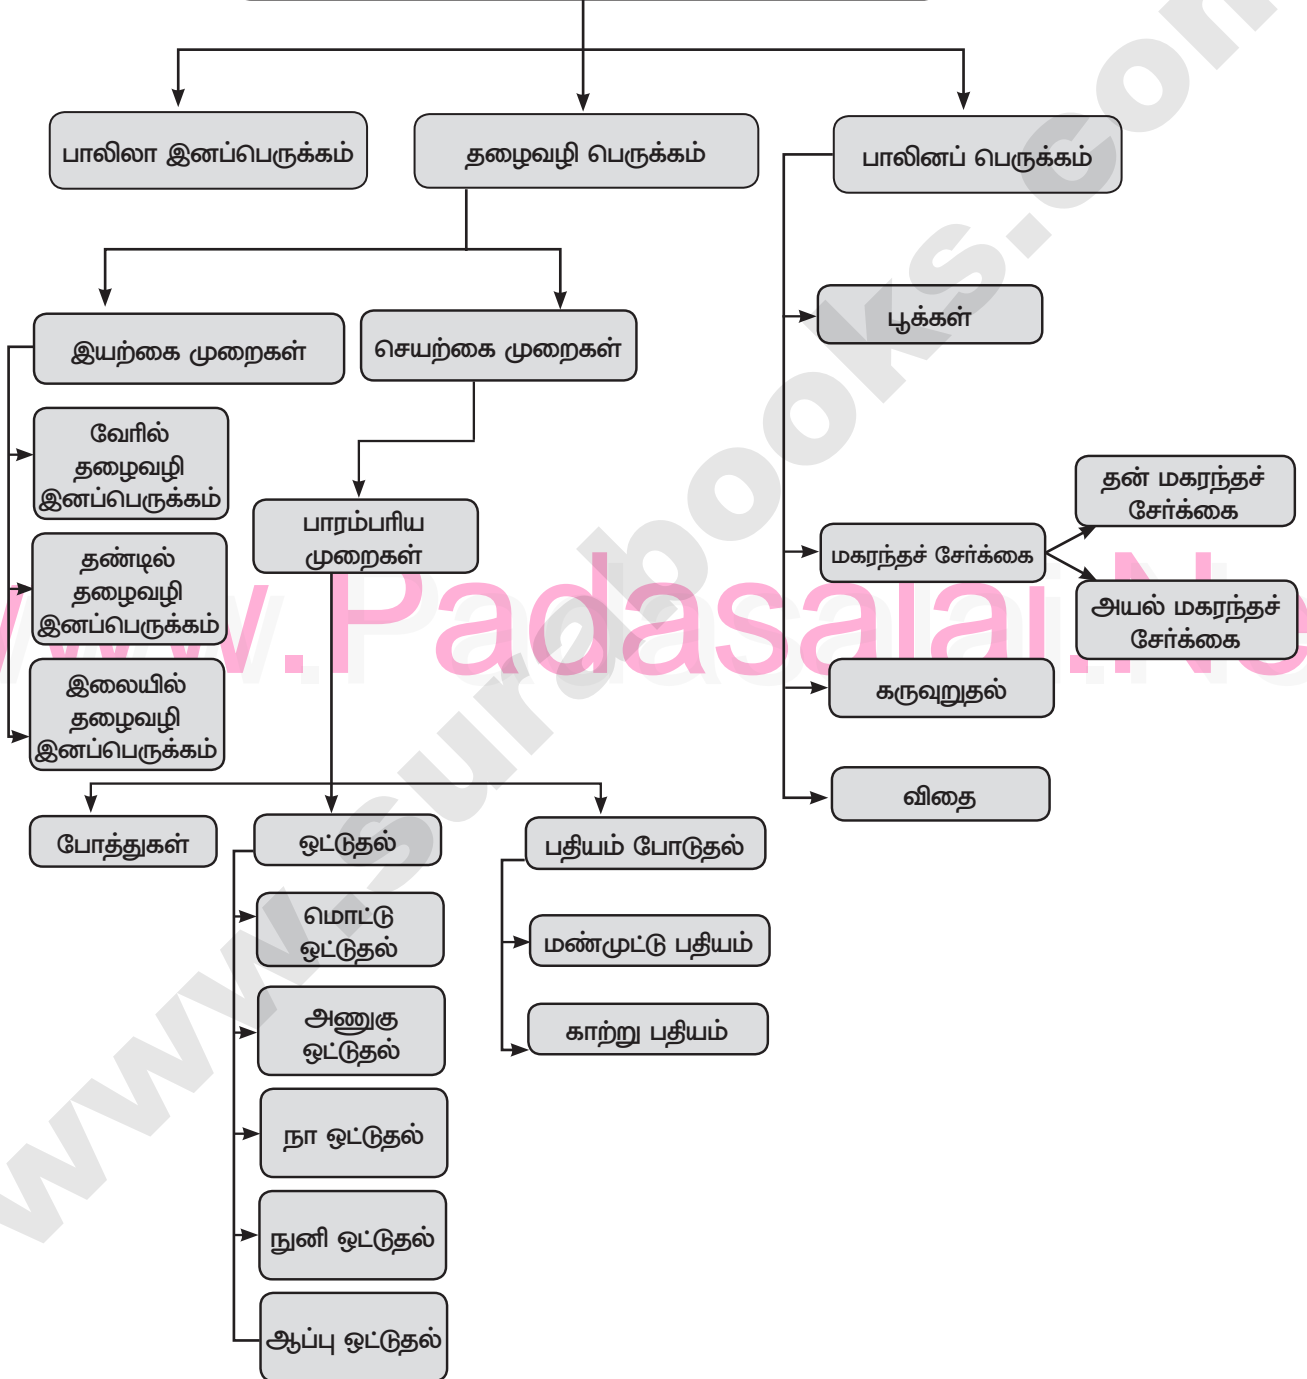 பாலிலா இனப்பெருக்கம்
தழைவழி பெருக்கம்
பாலினப் பெருக்கம்
இயற்கை முறைகள்
செயற்கை முறைகள்
பூக்கள்
வேரில்
தழைவழி
இனப்பெருக்கம்
தண்டில்
தழைவழி
இனப்பெருக்கம்
இலையில்
தழைவழி
இனப்பெருக்கம்
பாரம்பரிய
முறைகள்
மகரந்தச் சேர்க்கை
தன் மகரந்தச்
சேர்க்கை
அயல் மகரந்தச்
சேர்க்கை
கருவுறுதல்
விதை
போத்துகள்
ஒட்டுதல்
பதியம் போடுதல்
மொட்டு
ஒட்டுதல்
அணுகு
ஒட்டுதல்
நா ஒட்டுதல்
நுனி ஒட்டுதல்
ஆப்பு ஒட்டுதல்
மண்முட்டு பதியம்
காற்று பதியம்
www.Padasalai.Ne
www.surabooks.com